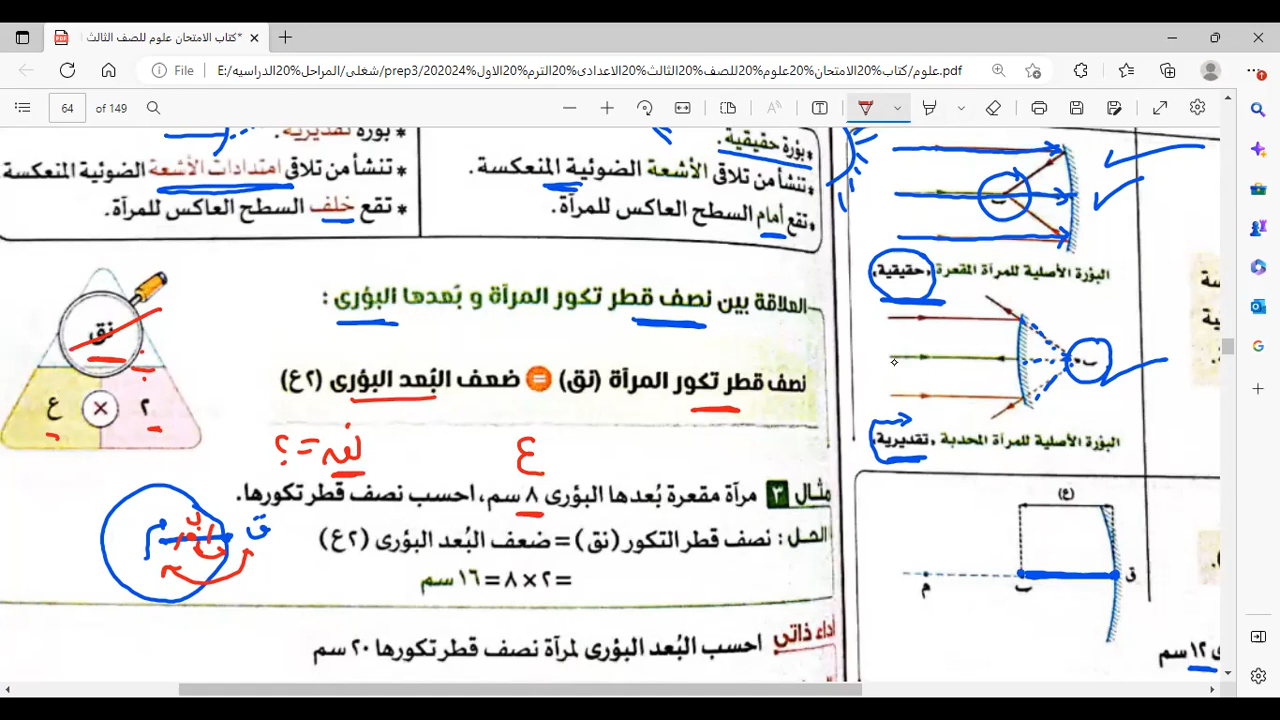 *كتاب الامتحان علوم للصف الثالث ا
File
E:/علوم/كتاب%20الامتحان%20علوم%20للصف%20الثالث%20الاعدادى%20الترم%20الاول%202024/prep3/شغلى/المراحل%20الدراسيه.pdf
64 of 149
* بؤرة حقيقية.
* تنشأ من تلاقى الأشعة الضوئية المنعكسة.
* تقع أمام السطح العاكس للمرآة.
* بؤرة تقديرية.
* تنشأ من تلاقى امتدادات الأشعة الضوئية المنعكسة.
* تقع خلف السطح العاكس للمرآة.
ب
البؤرة الأصلية للمرآة المقعرة «حقيقية»
ب
البؤرة الأصلية للمرآة المحدبة «تقديرية»
العلاقة بين نصف قطر تكور المرآة و بُعدها البؤرى :
نصف قطر تكور المرآة (نق) = ضعف البُعد البؤرى (٢ع)
نق
ع × ٢
ع
نق = ؟
مثال ٣ مرآة مقعرة بُعدها البؤرى ٨ سم، احسب نصف قطر تكورها.
الحل : نصف قطر التكور (نق) = ضعف البُعد البؤرى (٢ع)
= ٢ × ٨ = ١٦ سم
م ب ق
أداء ذاتى احسب البُعد البؤرى لمرآة نصف قطر تكورها ٢٠ سم
(ع)
ق ب م
١٢ سم